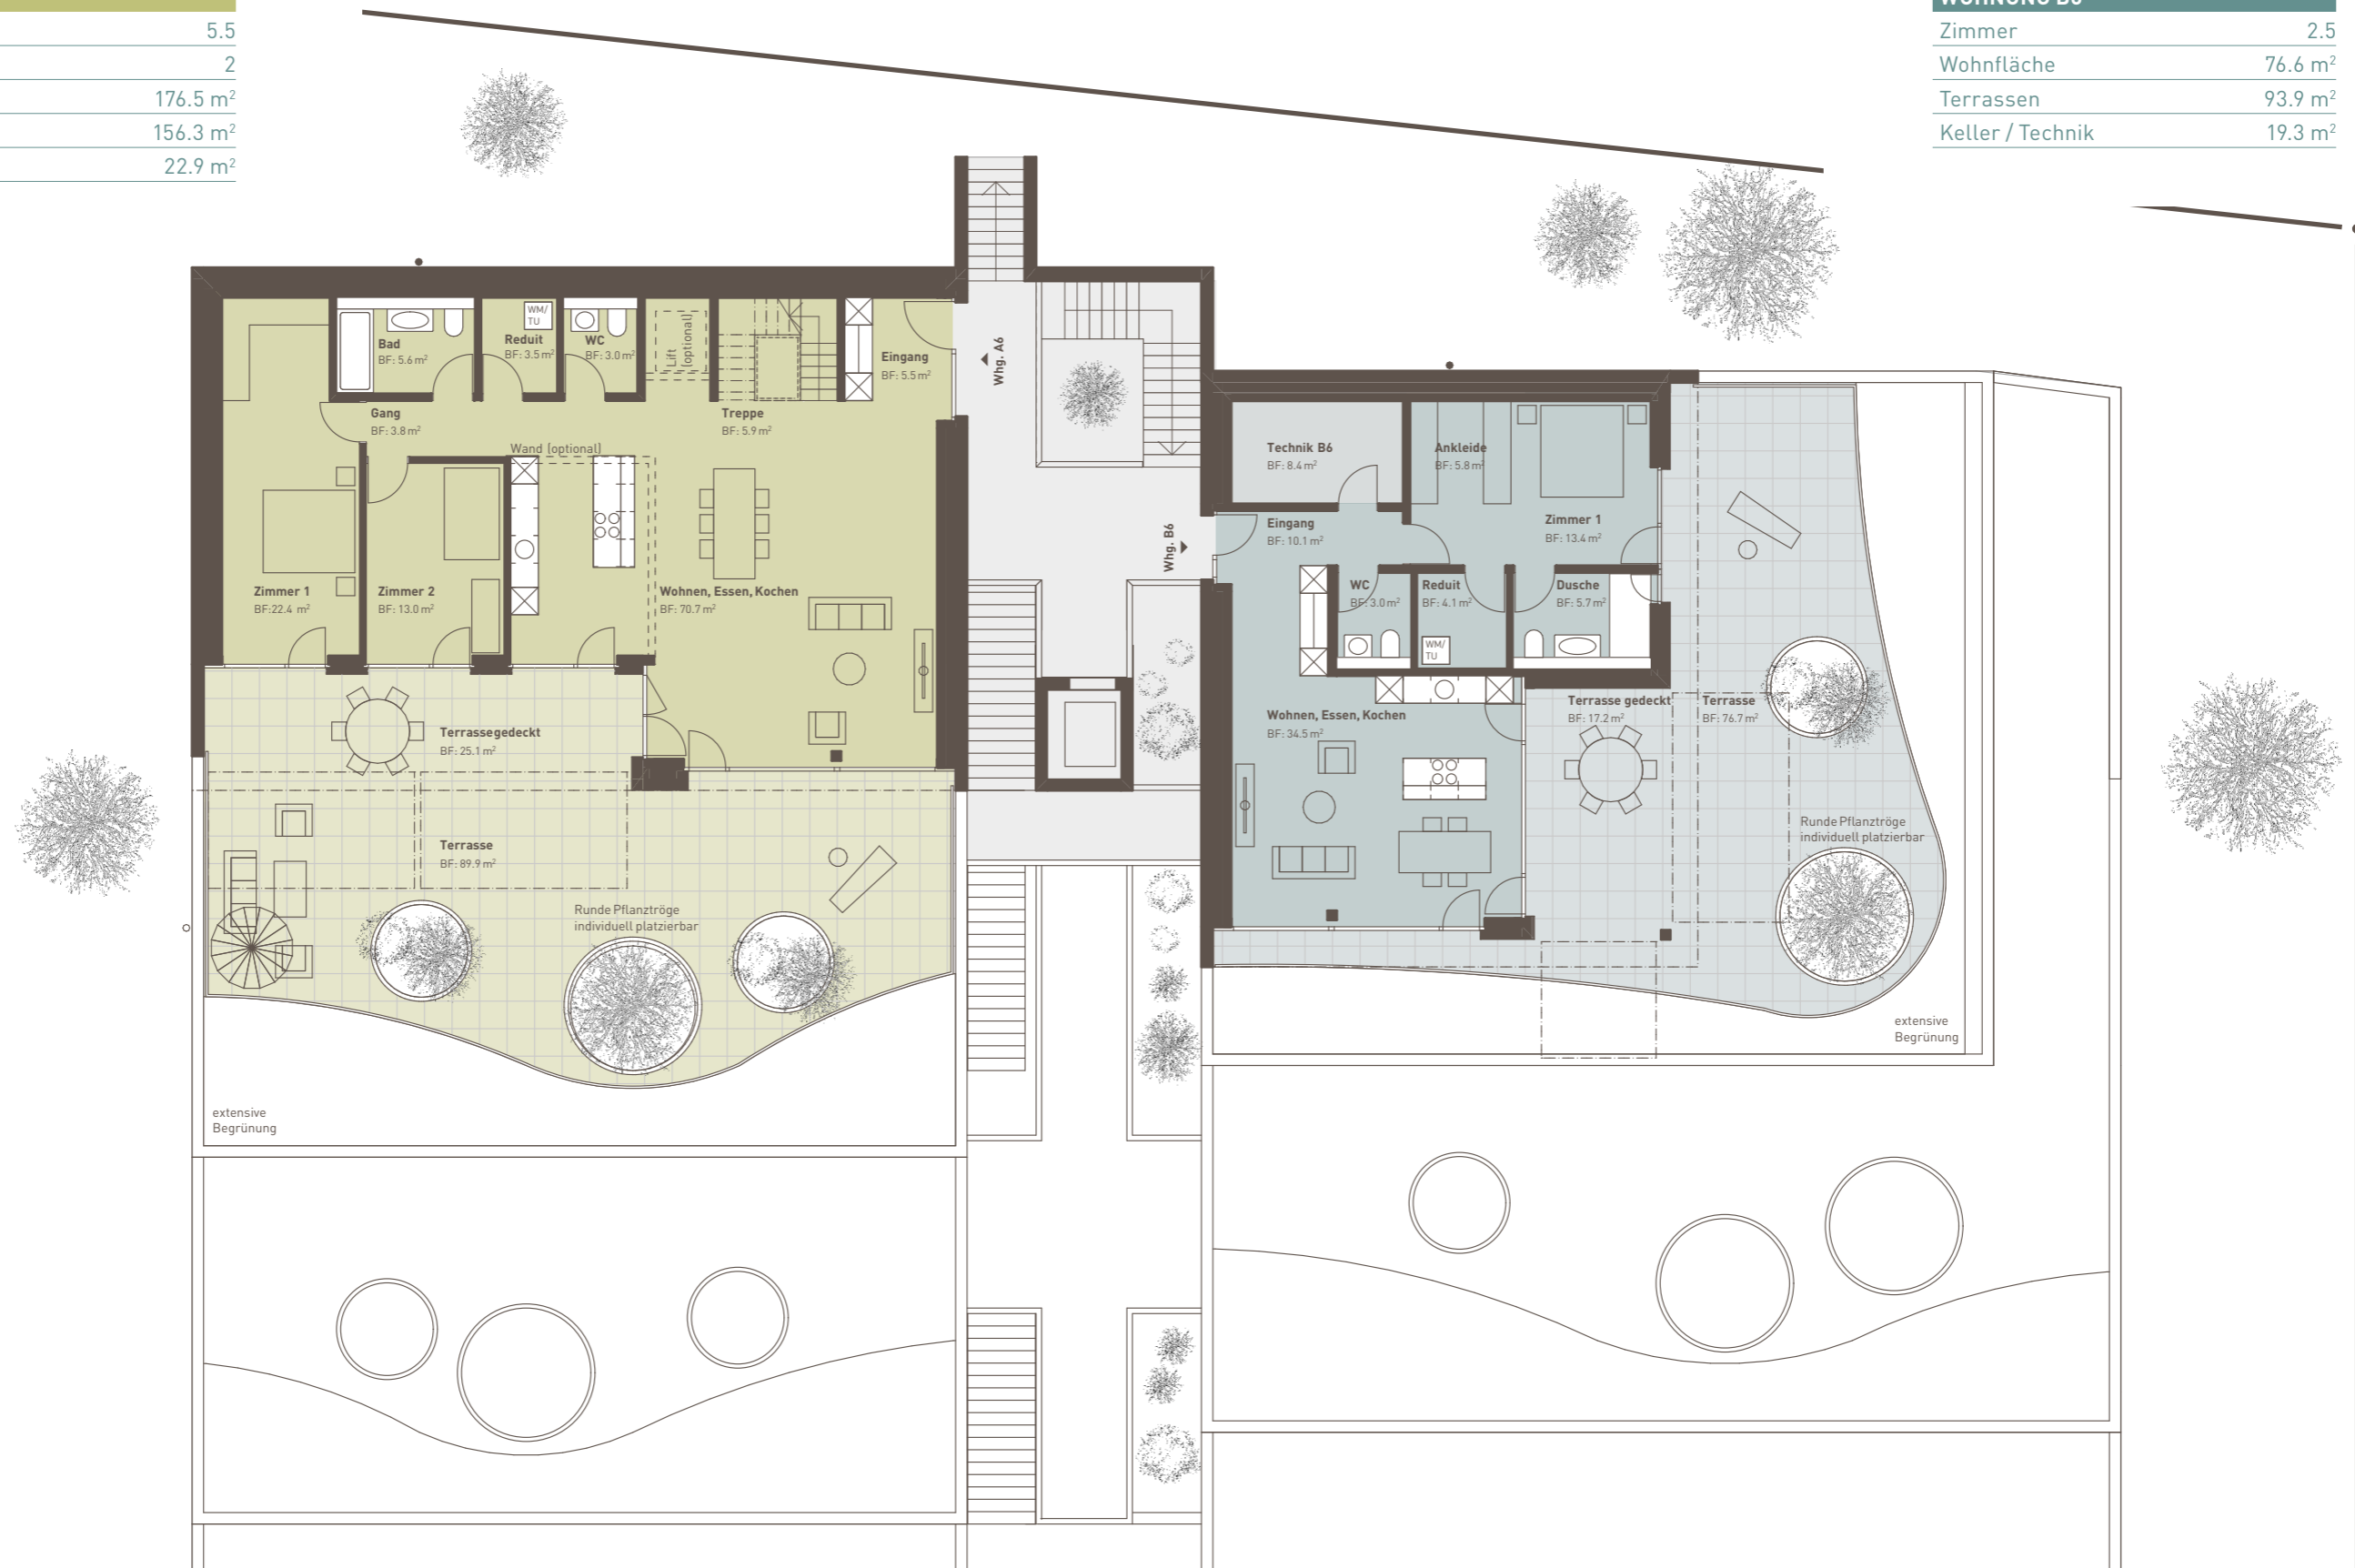 5.5
2
176.5 m²
156.3 m²
22.9 m²
WOHNUNG B6
Zimmer 2.5
Wohnfläche 76.6 m²
Terrassen 93.9 m²
Keller / Technik 19.3 m²
Bad
BF: 5.6 m²
WM/
TU
Reduit
BF: 3.5 m²
WC
BF: 3.0 m²
Lift
(optional)
Eingang
BF: 5.5 m²
Whg. A6
Gang
BF: 3.8 m²
Treppe
BF: 5.9 m²
Wand (optional)
Zimmer 1
BF:22.4 m²
Zimmer 2
BF: 13.0 m²
Wohnen, Essen, Kochen
BF: 70.7 m²
Terrassegedeckt
BF: 25.1 m²
Terrasse
BF: 89.9 m²
Runde Pflanztröge
individuell platzierbar
extensive
Begrünung
Whg. B6
Technik B6
BF: 8.4 m²
Ankleide
BF: 5.8 m²
Eingang
BF: 10.1 m²
Zimmer 1
BF: 13.4 m²
WC
BF: 3.0 m²
Reduit
BF: 4.1 m²
WM/
TU
Dusche
BF: 5.7 m²
Wohnen, Essen, Kochen
BF: 34.5 m²
Terrasse gedeckt
BF: 17.2 m²
Terrasse
BF: 76.7 m²
Runde Pflanztröge
individuell platzierbar
extensive
Begrünung